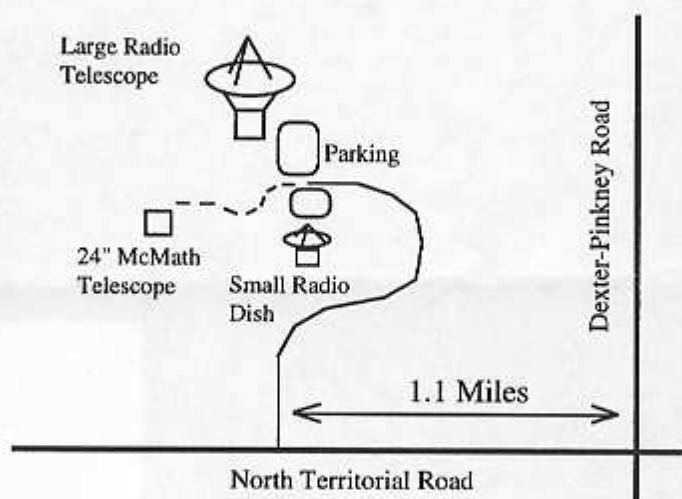 Large Radio
Telescope
Parking
24" McMath
Telescope
Small Radio
Dish
Dexter-Pinkney Road
1.1 Miles
North Territorial Road